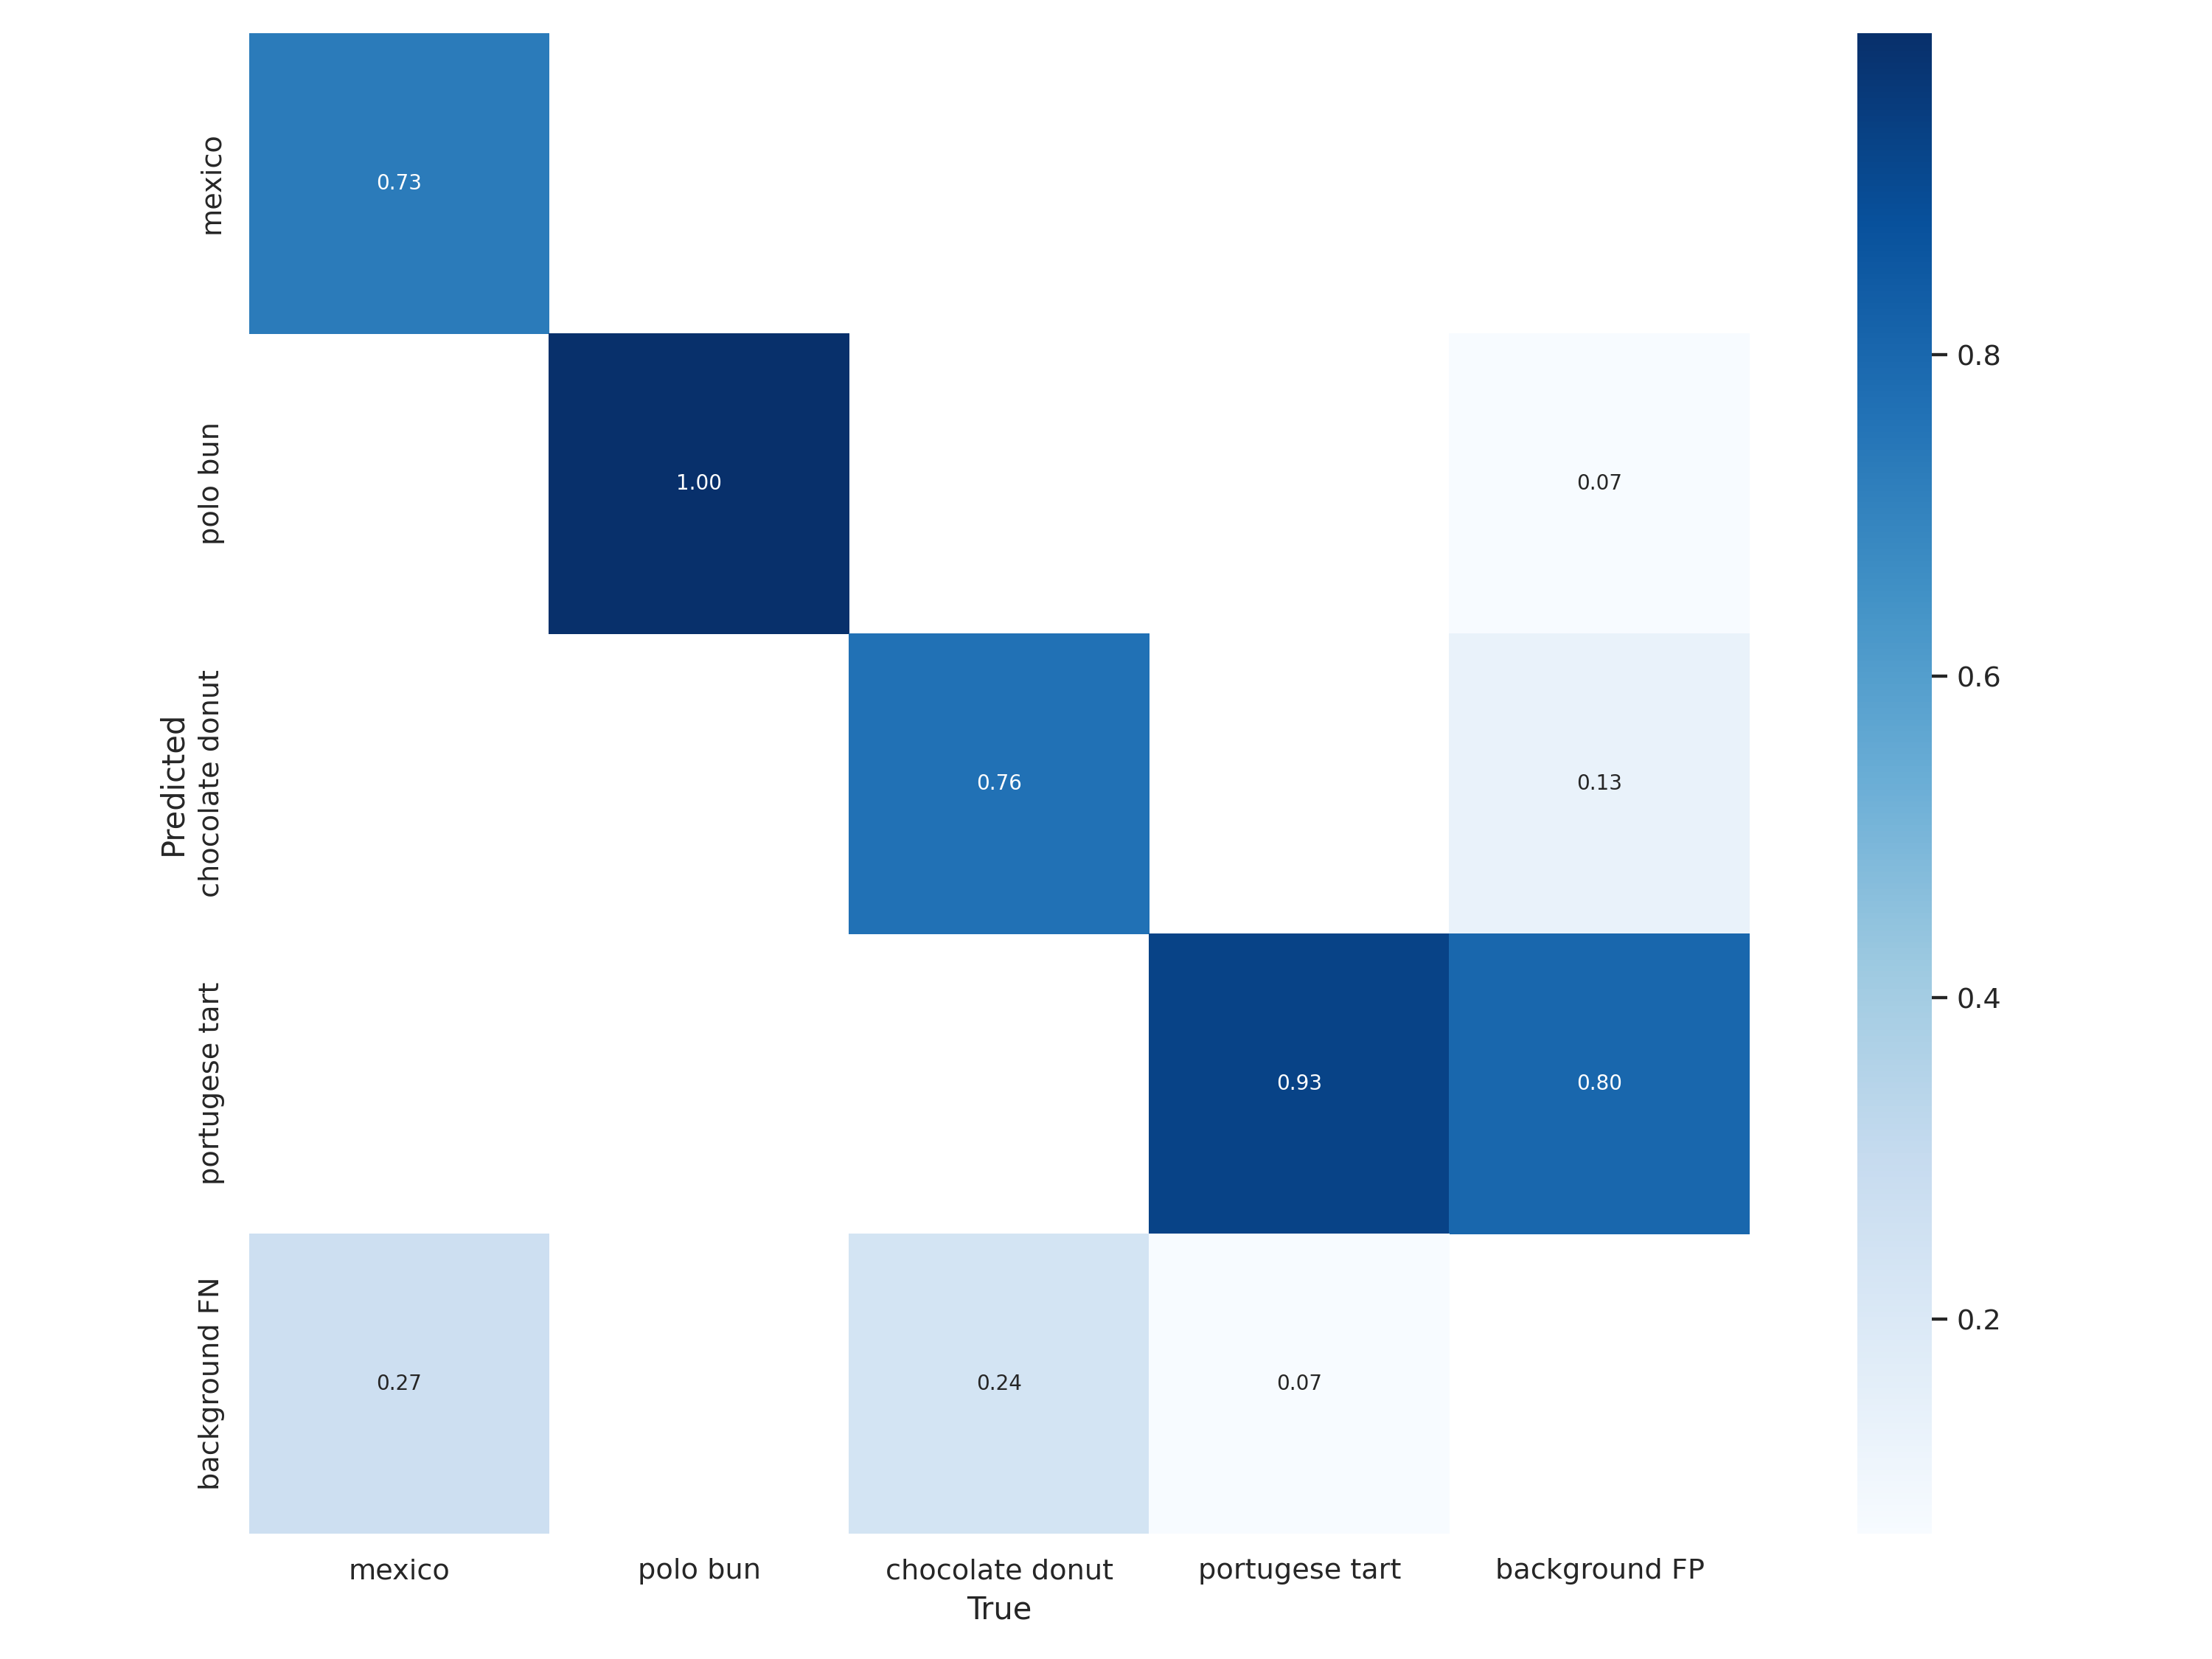 mexico
0.73
0.8
polo bun
1.00
0.07
0.6
Predicted
chocolate donut
0.76
0.13
0.4
portugese tart
0.93
0.80
0.2
background FN
0.27
0.24
0.07
mexico
polo bun
chocolate donut
portugese tart
background FP
True